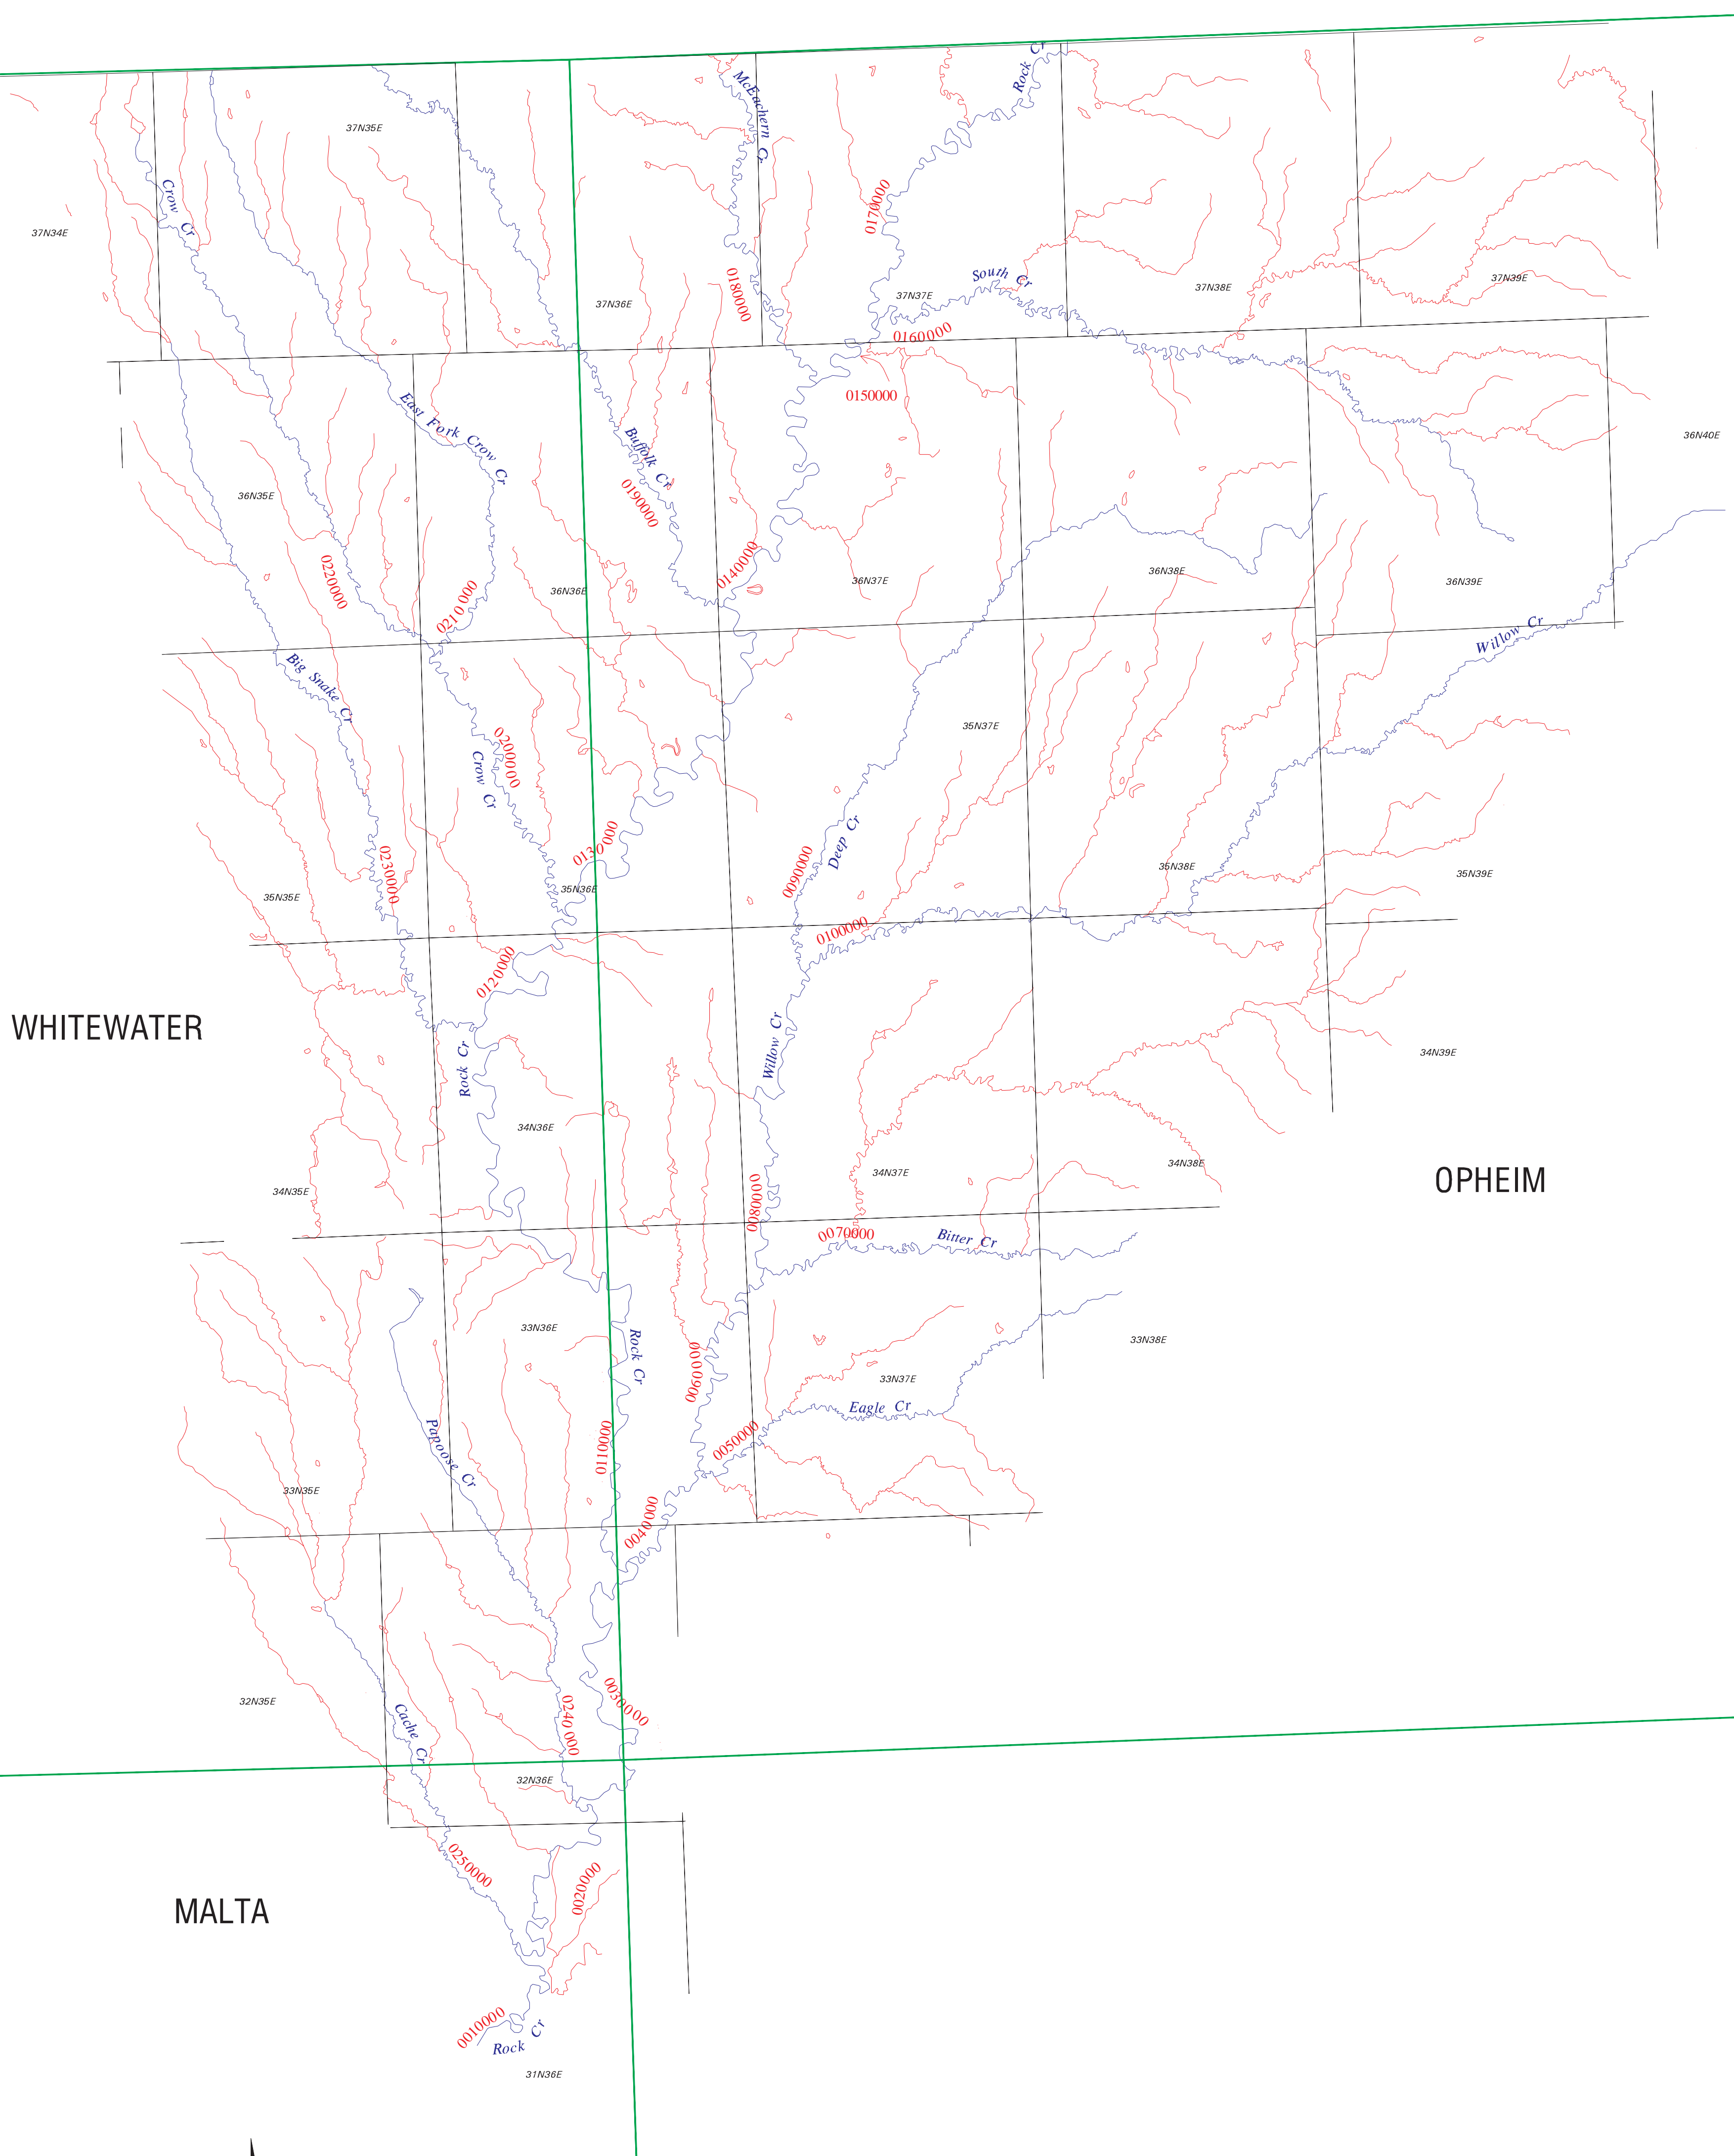 Rock Cr
McEachern Cr
37N35E
Crow Cr
0170000
37N34E
South Cr
37N39E
0180000
37N38E
37N37E
37N36E
0160000
0150000
East Fork Crow Cr
Buffolk Cr
36N40E
36N35E
0190000
0140000
0220000
36N38E
36N37E
36N39E
36N36E
0210000
Willow Cr
Big Snake Cr
35N37E
0200000
Crow Cr
Deep Cr
0130000
0090000
0230000
35N38E
35N39E
35N36E
35N35E
0100000
0120000
WHITEWATER
Willow Cr
34N39E
Rock Cr
34N36E
34N38E
34N37E
OPHEIM
34N35E
0080000
0070000
Bitter Cr
33N36E
33N38E
Rock Cr
0060000
33N37E
Eagle Cr
Papoose Cr
0110000
0050000
33N35E
0040000
32N35E
0030000
0240000
Cache Cr
32N36E
0250000
0020000
MALTA
0010000
Rock Cr
31N36E